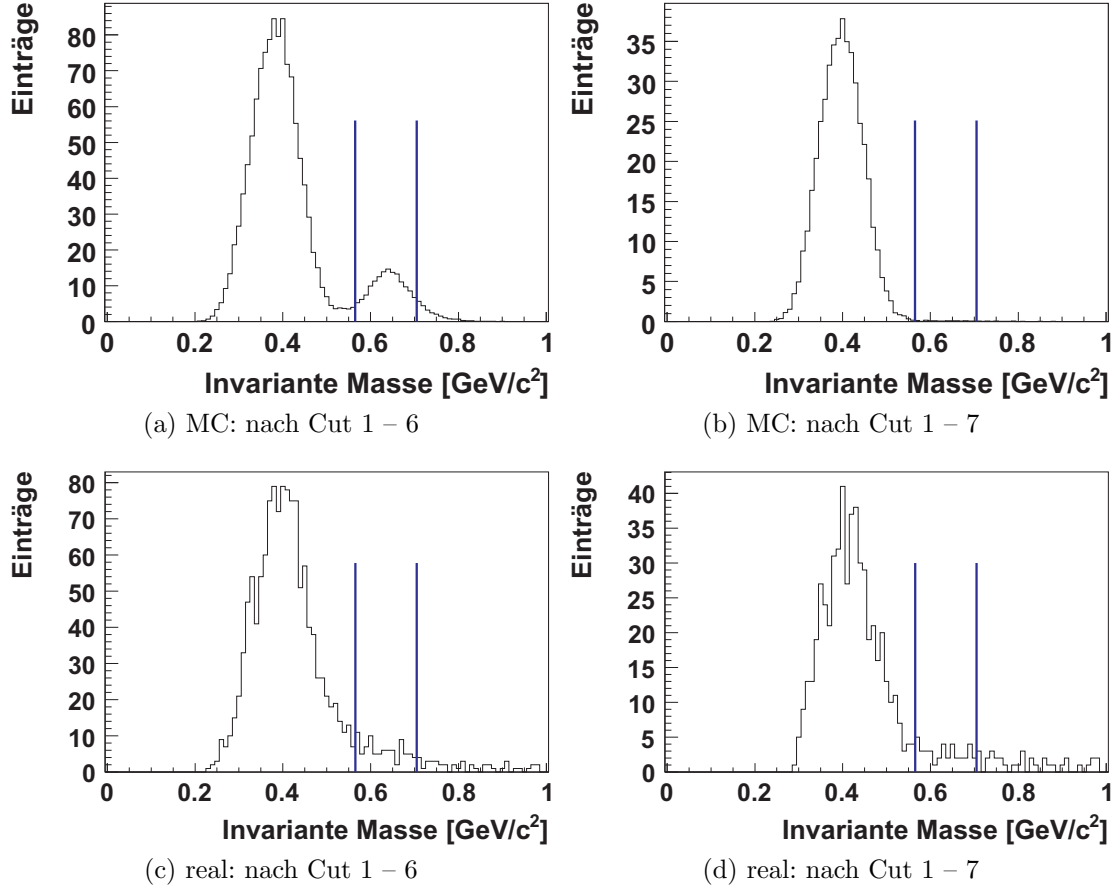 Einträge
80
70
60
50
40
30
20
10
0
0 0.2 0.4 0.6 0.8 1
Invariante Masse [GeV/c²]
(a) MC: nach Cut 1 – 6
Einträge
35
30
25
20
15
10
5
0
0 0.2 0.4 0.6 0.8 1
Invariante Masse [GeV/c²]
(b) MC: nach Cut 1 – 7
Einträge
80
70
60
50
40
30
20
10
0
0 0.2 0.4 0.6 0.8 1
Invariante Masse [GeV/c²]
(c) real: nach Cut 1 – 6
Einträge
40
35
30
25
20
15
10
5
0
0 0.2 0.4 0.6 0.8 1
Invariante Masse [GeV/c²]
(d) real: nach Cut 1 – 7